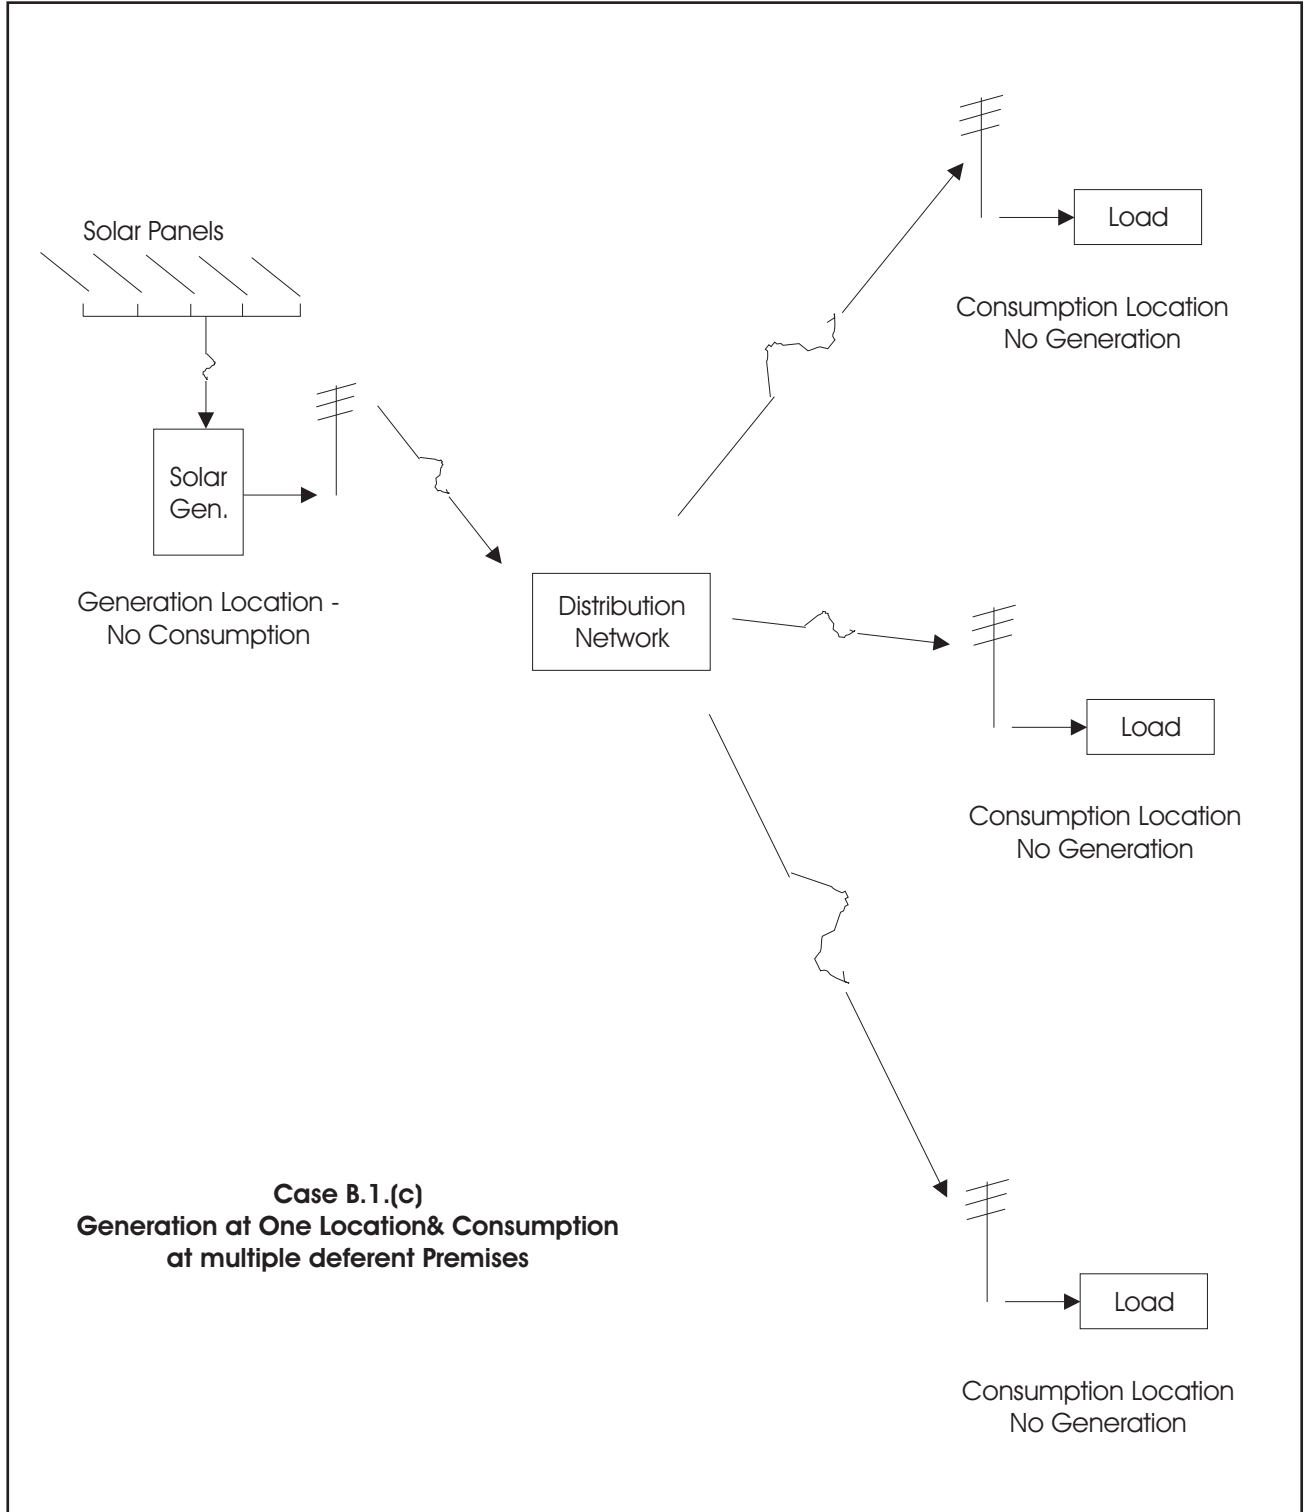 Solar Panels
Load
Consumption Location
No Generation
Solar
Gen.
Generation Location -
No Consumption
Distribution
Network
Load
Consumption Location
No Generation
Case B.1.(c)
Generation at One Location& Consumption
at multiple deferent Premises
Load
Consumption Location
No Generation